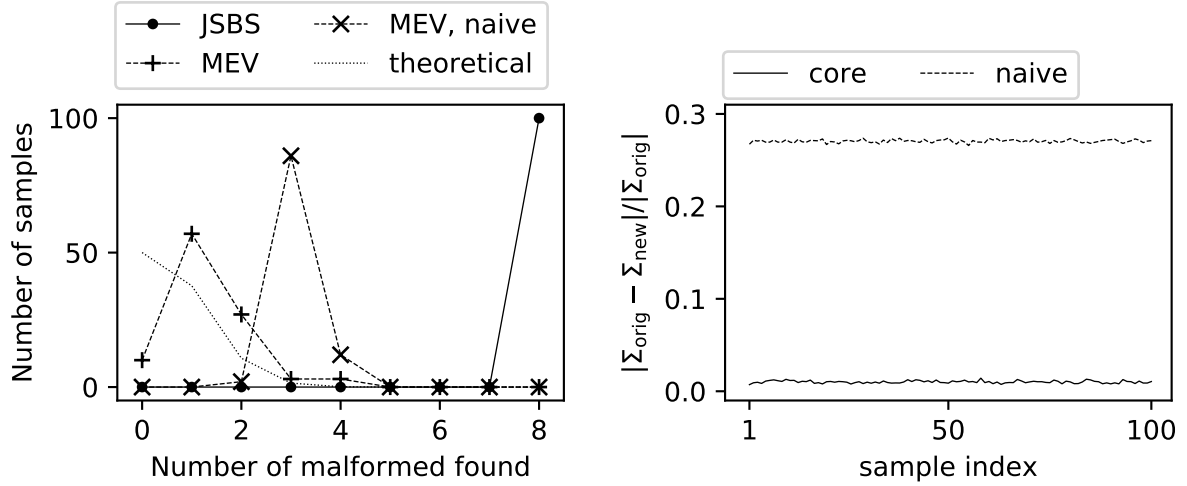 JSBS
MEV
MEV, naive
theoretical
100
50
0
Number of samples
0 2 4 6 8
Number of malformed found
core
naive
0.3
0.2
0.1
0.0
|Σorig − Σnew|/|Σorig|
1 50 100
sample index